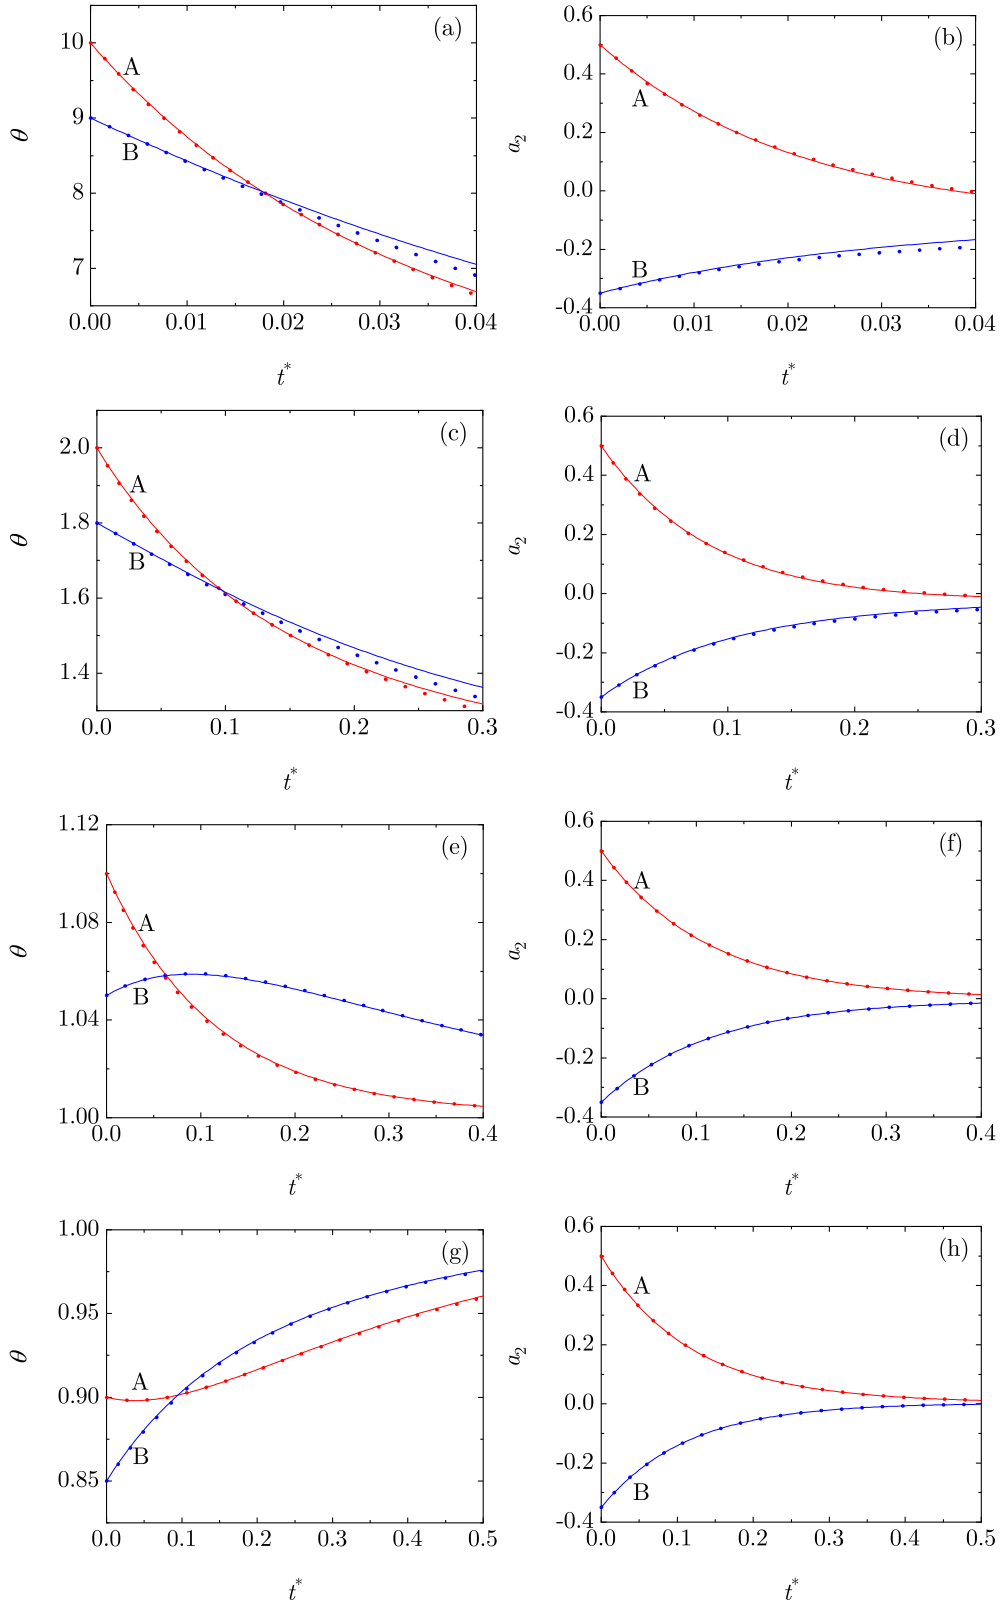 (a)
10
9
8
7
θ
A
B
0.00 0.01 0.02 0.03 0.04
t*
(b)
0.6
0.4
0.2
0.0
-0.2
-0.4
a₂
A
B
0.00 0.01 0.02 0.03 0.04
t*
(c)
2.0
1.8
1.6
1.4
θ
A
B
0.0 0.1 0.2 0.3
t*
(d)
0.6
0.4
0.2
0.0
-0.2
-0.4
a₂
A
B
0.0 0.1 0.2 0.3
t*
(e)
1.12
1.08
1.04
1.00
θ
A
B
0.0 0.1 0.2 0.3 0.4
t*
(f)
0.6
0.4
0.2
0.0
-0.2
-0.4
a₂
A
B
0.0 0.1 0.2 0.3 0.4
t*
(g)
1.00
0.95
0.90
0.85
θ
A
B
0.0 0.1 0.2 0.3 0.4 0.5
t*
(h)
0.6
0.4
0.2
0.0
-0.2
-0.4
a₂
A
B
0.0 0.1 0.2 0.3 0.4 0.5
t*